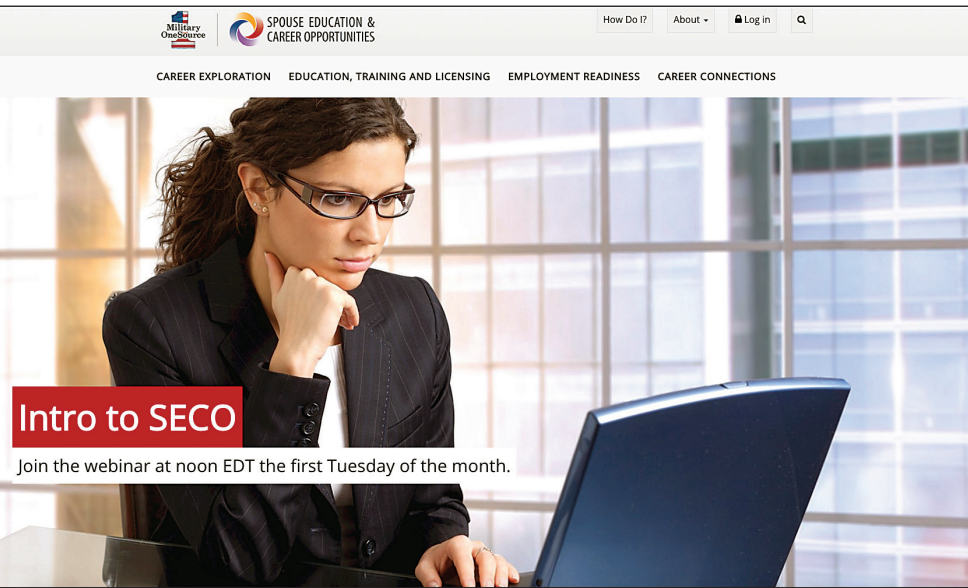 Military
OneSource
SPOUSE EDUCATION &
CAREER OPPORTUNITIES
How Do I?
About
Log in
CAREER EXPLORATION
EDUCATION, TRAINING AND LICENSING
EMPLOYMENT READINESS
CAREER CONNECTIONS
Intro to SECO
Join the webinar at noon EDT the first Tuesday of the month.